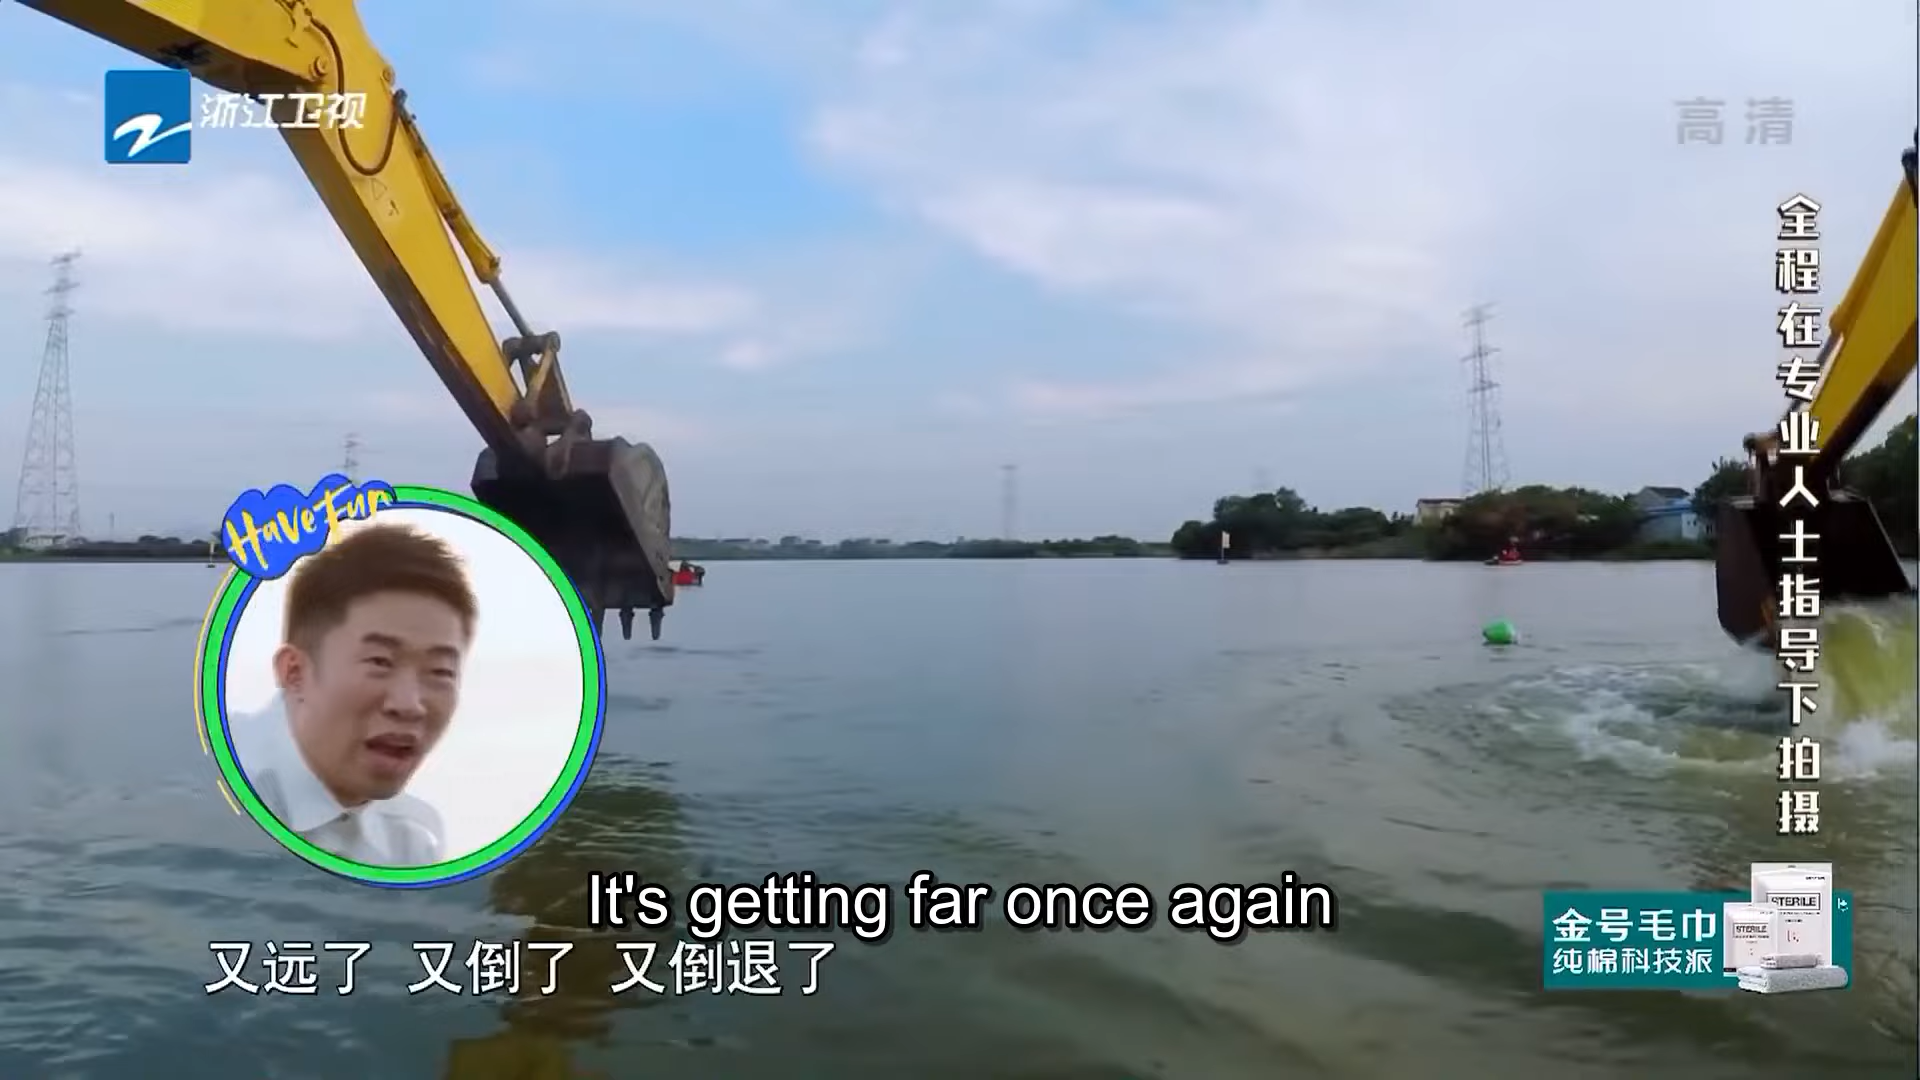 浙江卫视
高清
全程在专业人士指导下拍摄
Have Fun
It's getting far once again
又远了 又倒了 又倒退了
金号毛巾
纯棉科技派
STERILE
STERILE